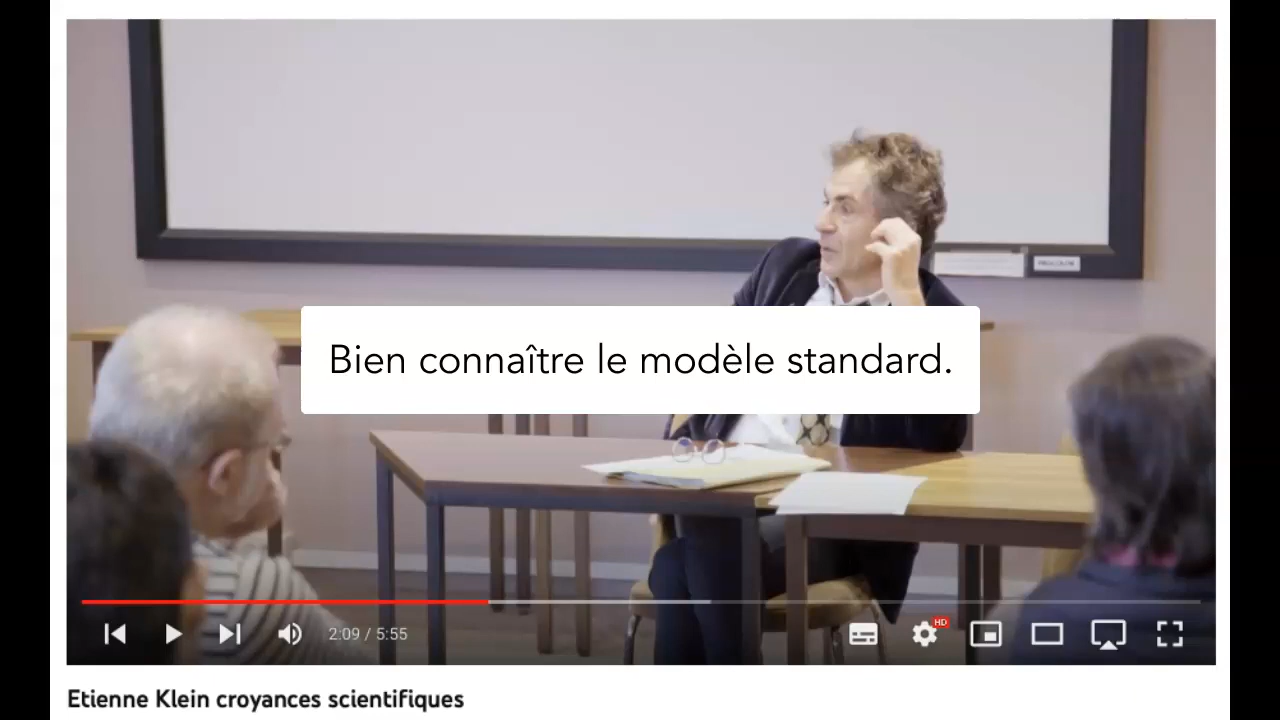 Bien connaître le modèle standard.
2:09 / 5:55
HD
Etienne Klein croyances scientifiques